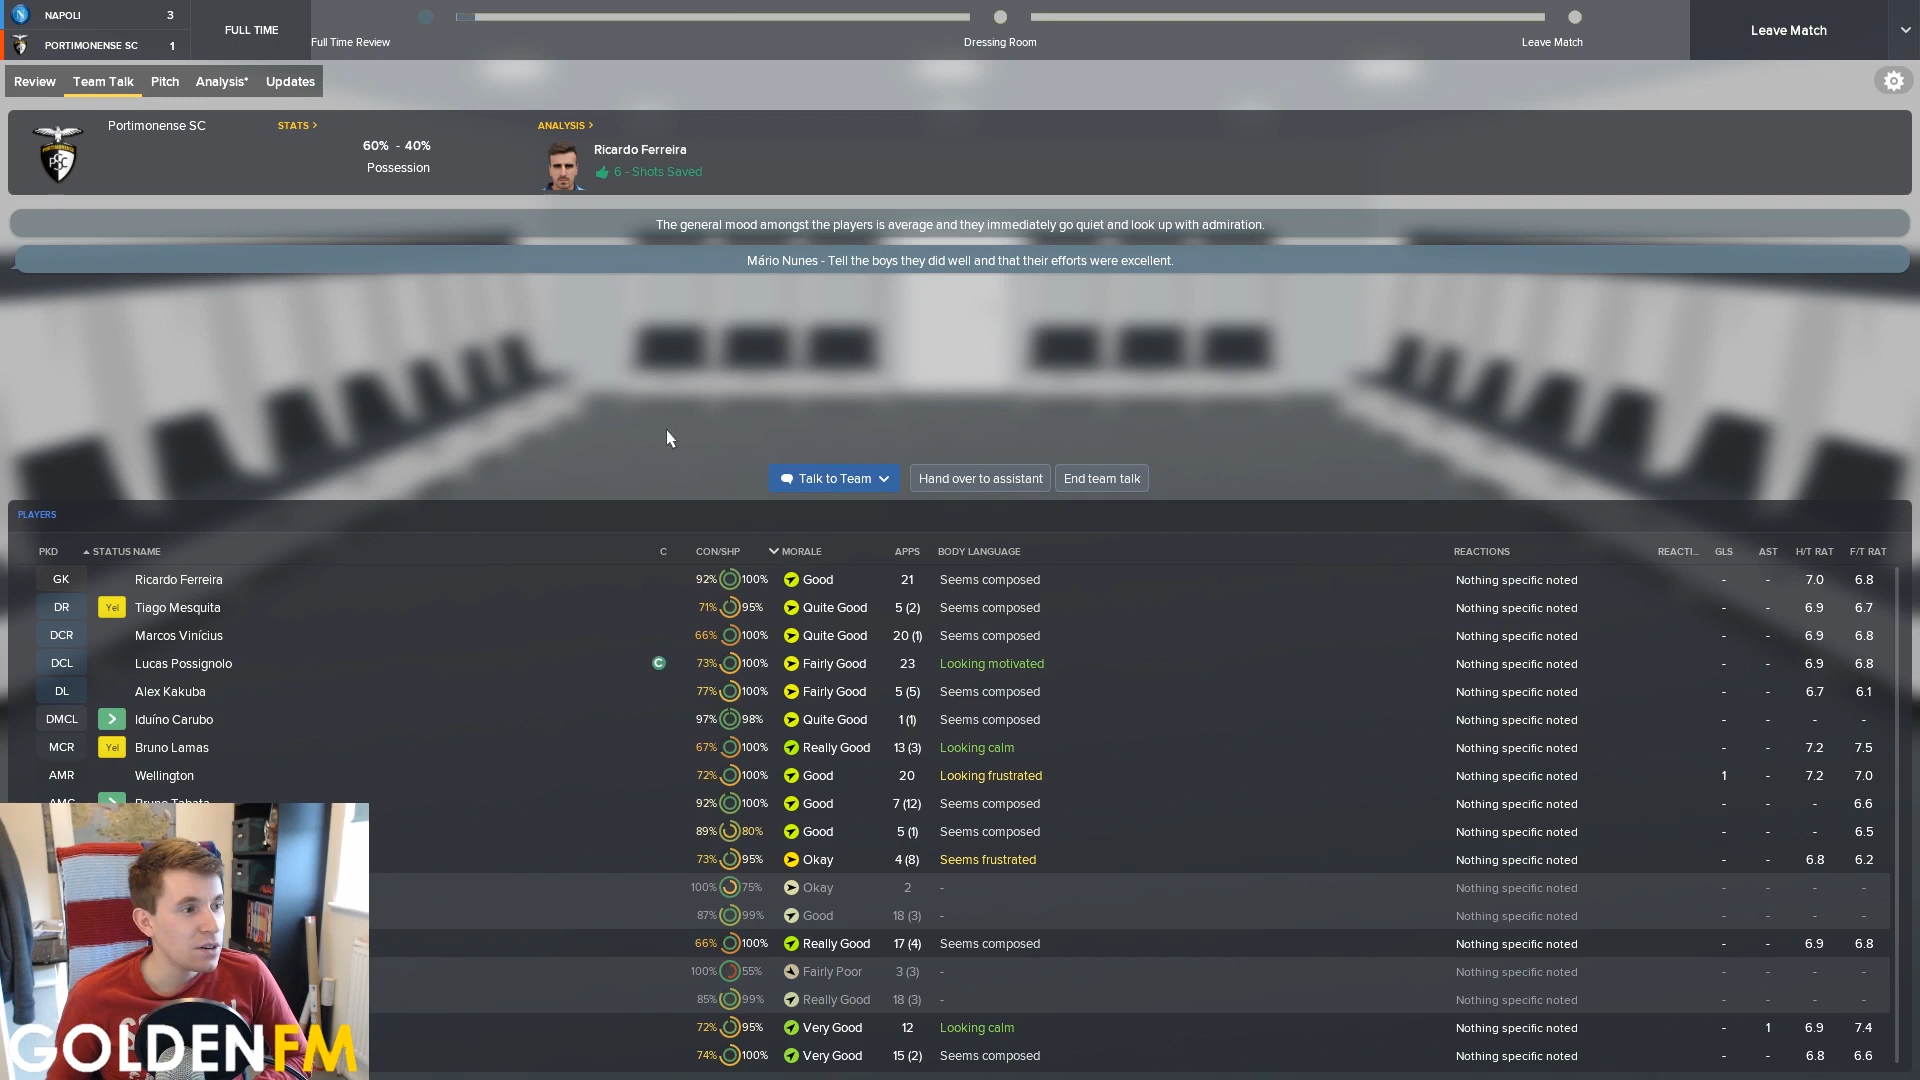 NAPOLI 3
PORTIMONENSE SC 1
FULL TIME
Full Time Review
Dressing Room
Leave Match
Leave Match
Review Team Talk Pitch Analysis* Updates
Portimonense SC
STATS >
60% - 40%
Possession
ANALYSIS >
Ricardo Ferreira
6 - Shots Saved
The general mood amongst the players is average and they immediately go quiet and look up with admiration.
Mário Nunes - Tell the boys they did well and that their efforts were excellent.
Talk to Team Hand over to assistant End team talk
PLAYERS
PKD STATUS NAME C CON/SHP MORALE APPS BODY LANGUAGE REACTIONS REACTI... GLS AST H/T RAT F/T RAT
GK Ricardo Ferreira 92% 100% Good 21 Seems composed Nothing specific noted - - 7.0 6.8
DR Yel Tiago Mesquita 71% 95% Quite Good 5 (2) Seems composed Nothing specific noted - - 6.9 6.7
DCR Marcos Vinícius 66% 100% Quite Good 20 (1) Seems composed Nothing specific noted - - 6.9 6.8
DCL Lucas Possignolo C 73% 100% Fairly Good 23 Looking motivated Nothing specific noted - - 6.9 6.8
DL Alex Kakuba 77% 100% Fairly Good 5 (5) Seems composed Nothing specific noted - - 6.7 6.1
DMCL Iduíno Carubo 97% 98% Quite Good 1 (1) Seems composed Nothing specific noted - - - -
MCR Yel Bruno Lamas 67% 100% Really Good 13 (3) Looking calm Nothing specific noted - - 7.2 7.5
AMR Wellington 72% 100% Good 20 Looking frustrated Nothing specific noted 1 - 7.2 7.0
AMC Bruno Tabata 92% 100% Good 7 (12) Seems composed Nothing specific noted - - - 6.6
89% 80% Good 5 (1) Seems composed Nothing specific noted - - - 6.5
73% 95% Okay 4 (8) Seems frustrated Nothing specific noted - - 6.8 6.2
100% 75% Okay 2 - Nothing specific noted - - - -
87% 99% Good 18 (3) - Nothing specific noted - - - -
66% 100% Really Good 17 (4) Seems composed Nothing specific noted - - 6.9 6.8
100% 55% Fairly Poor 3 (3) - Nothing specific noted - - - -
85% 99% Really Good 18 (3) - Nothing specific noted - - - -
72% 95% Very Good 12 Looking calm Nothing specific noted - 1 6.9 7.4
74% 100% Very Good 15 (2) Seems composed Nothing specific noted - - 6.8 6.6
GOLDENFM